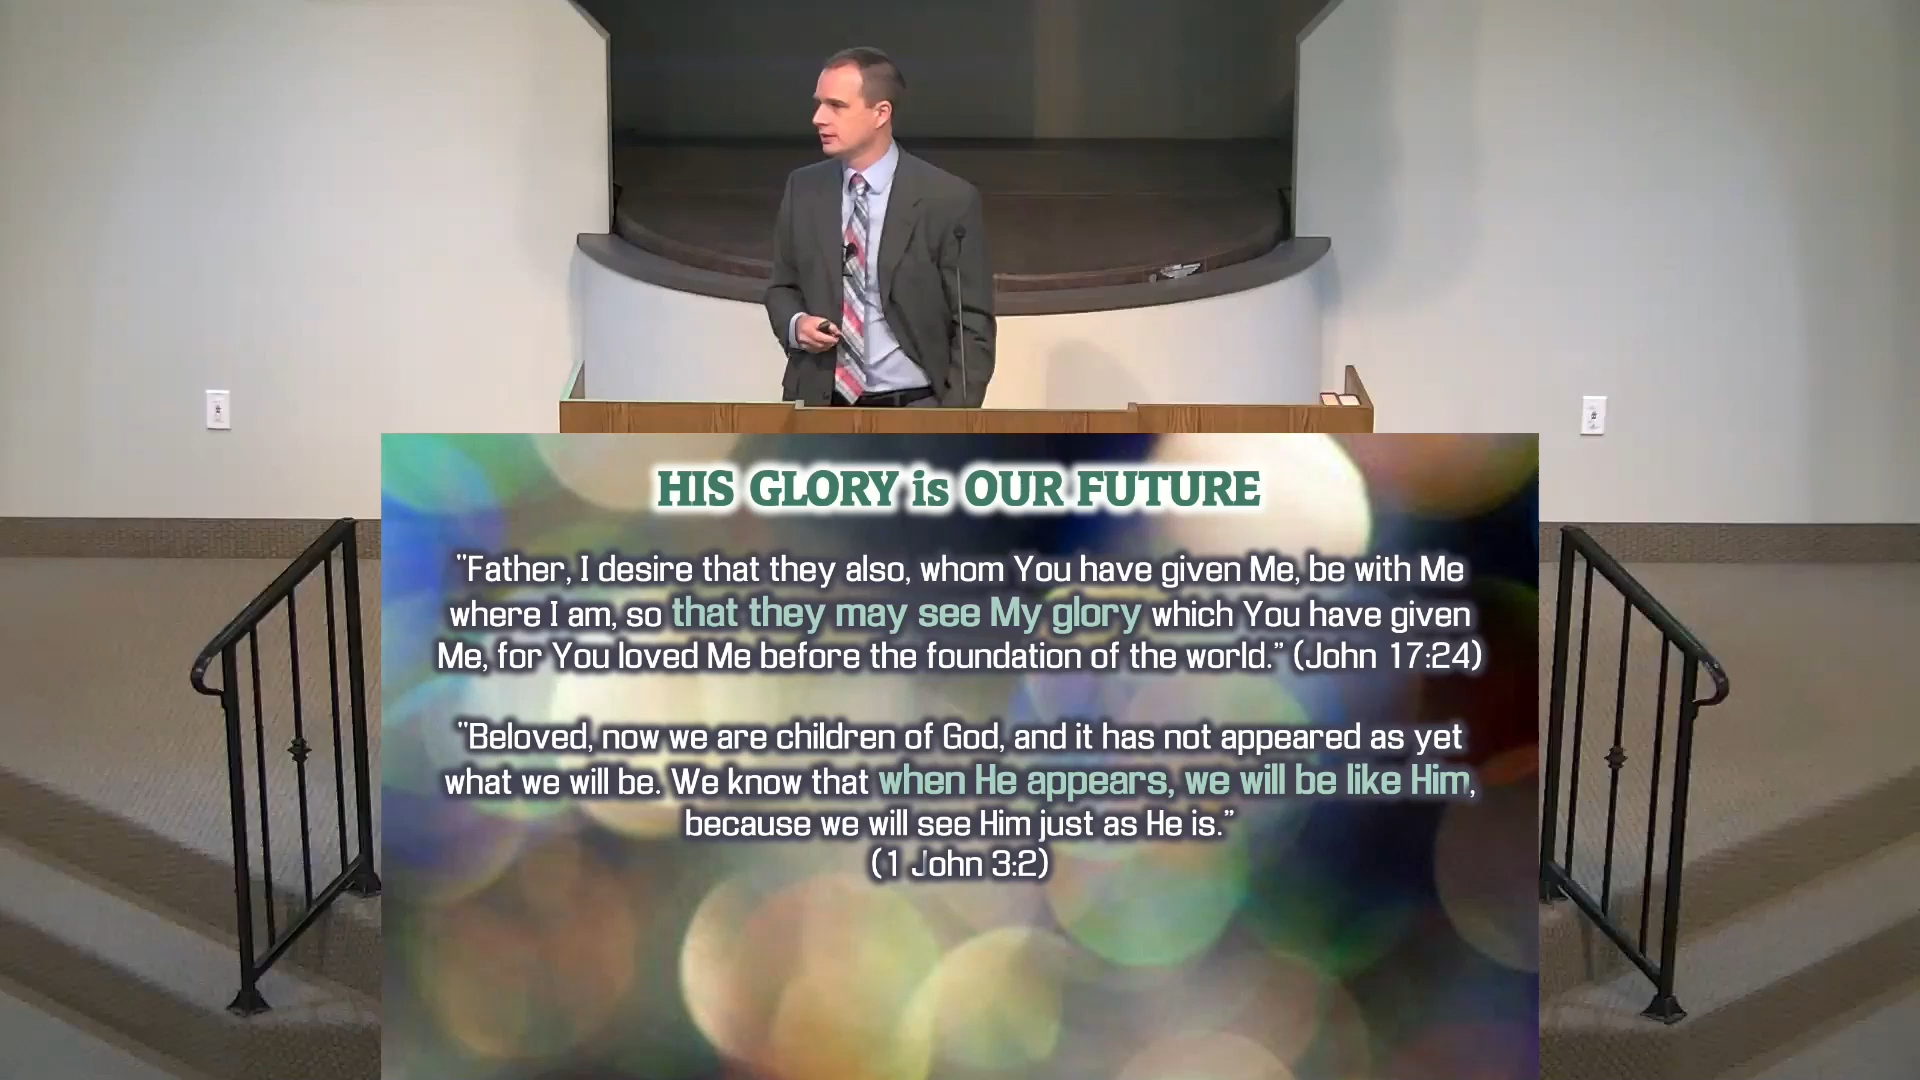 HIS GLORY is OUR FUTURE
"Father, I desire that they also, whom You have given Me, be with Me
where I am, so that they may see My glory which You have given
Me, for You loved Me before the foundation of the world.” (John 17:24)
"Beloved, now we are children of God, and it has not appeared as yet
what we will be. We know that when He appears, we will be like Him,
because we will see Him just as He is.”
(1 John 3:2)